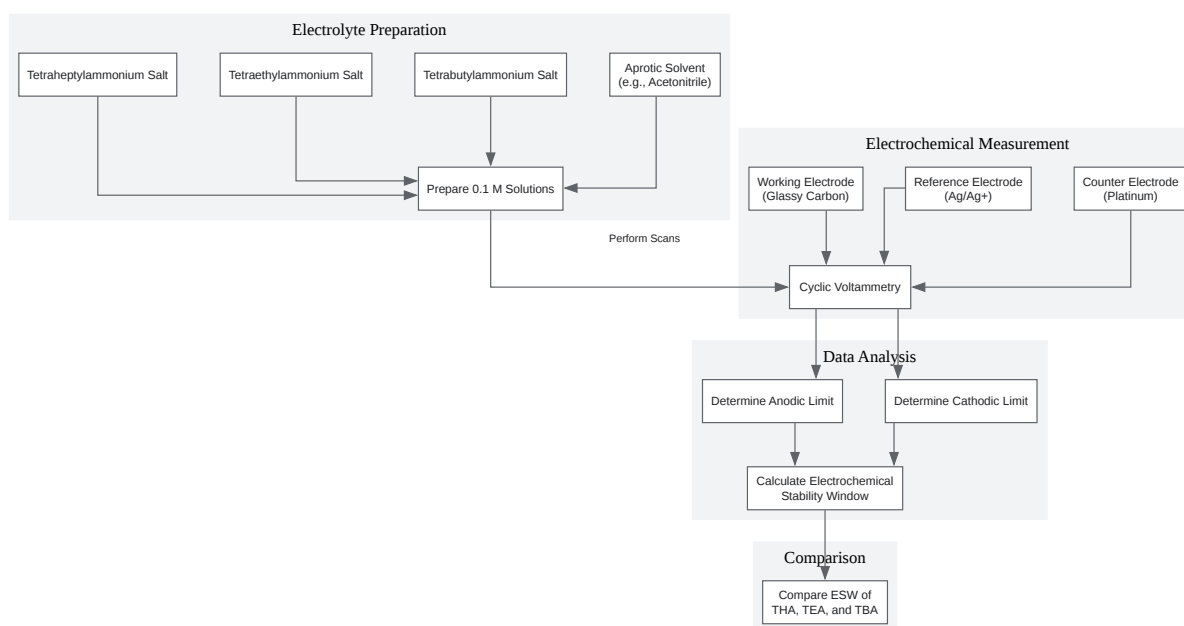 Electrolyte Preparation
Tetraheptylammonium Salt
Tetraethylammonium Salt
Tetrabutylammonium Salt
Aprotic Solvent
(e.g., Acetonitrile)
Prepare 0.1 M Solutions
Perform Scans
Electrochemical Measurement
Working Electrode
(Glassy Carbon)
Reference Electrode
(Ag/Ag+)
Counter Electrode
(Platinum)
Cyclic Voltammetry
Data Analysis
Determine Anodic Limit
Determine Cathodic Limit
Calculate Electrochemical
Stability Window
Comparison
Compare ESW of
THA, TEA, and TBA